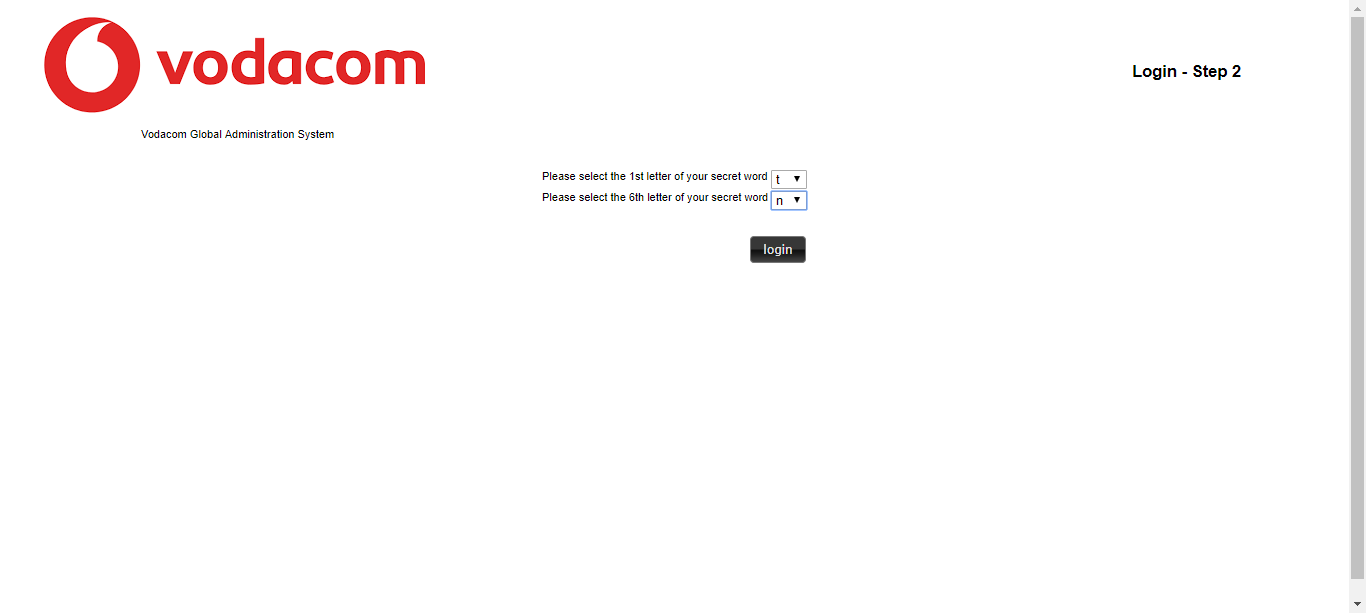 vodacom
Login - Step 2
Vodacom Global Administration System
Please select the 1st letter of your secret word t
Please select the 6th letter of your secret word n
login